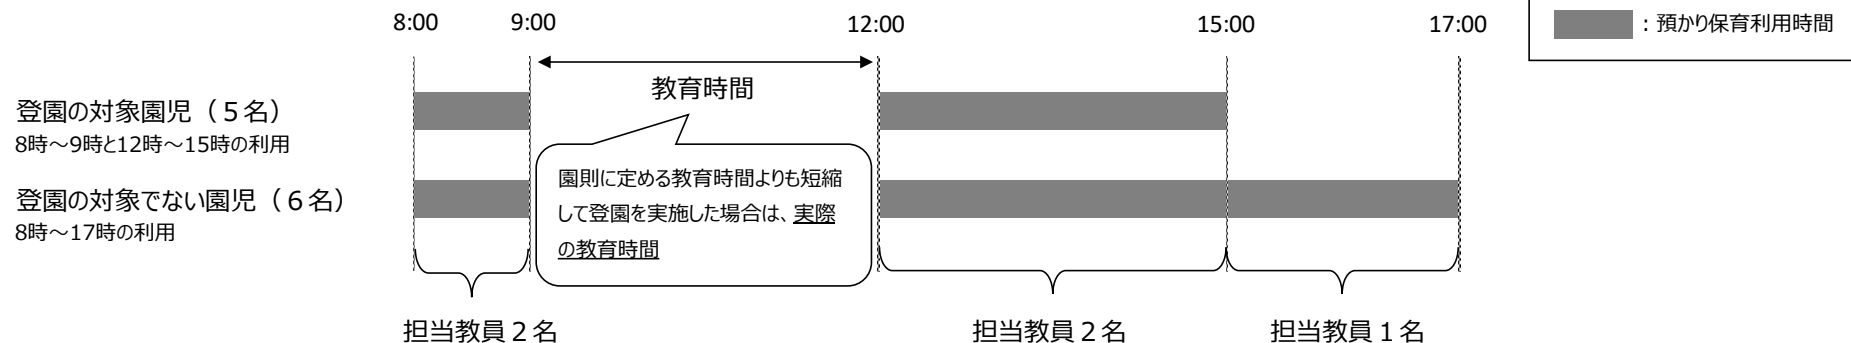 8:00
9:00
12:00
15:00
17:00
：預かり保育利用時間
教育時間
登園の対象園児（５名）
8時～9時と12時～15時の利用
園則に定める教育時間よりも短縮
して登園を実施した場合は、実際
の教育時間
登園の対象でない園児（６名）
8時～17時の利用
担当教員２名
担当教員２名
担当教員１名